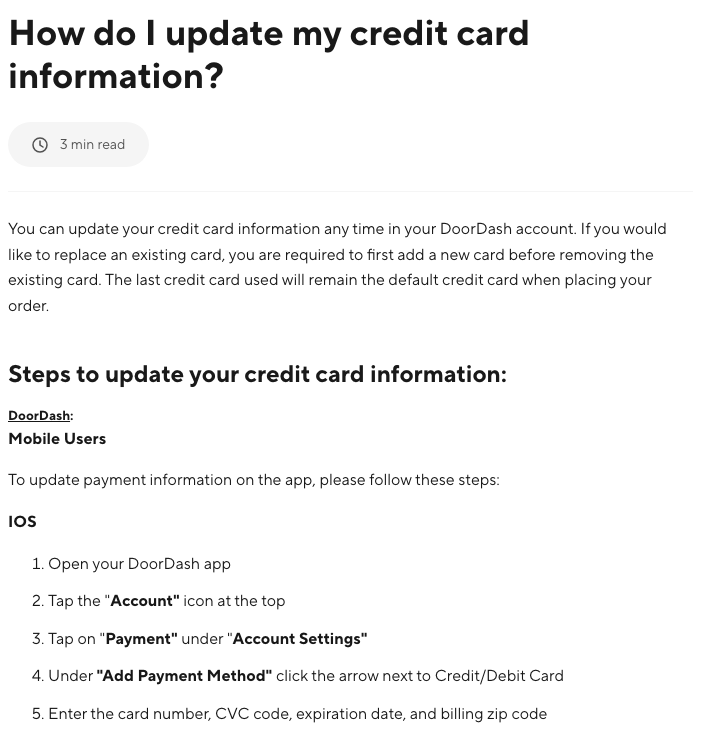 How do I update my credit card
information?
3 min read
You can update your credit card information any time in your DoorDash account. If you would
like to replace an existing card, you are required to first add a new card before removing the
existing card. The last credit card used will remain the default credit card when placing your
order.
Steps to update your credit card information:
DoorDash:
Mobile Users
To update payment information on the app, please follow these steps:
IOS
1. Open your DoorDash app
2. Tap the "Account" icon at the top
3. Tap on "Payment" under "Account Settings"
4. Under "Add Payment Method" click the arrow next to Credit/Debit Card
5. Enter the card number, CVC code, expiration date, and billing zip code